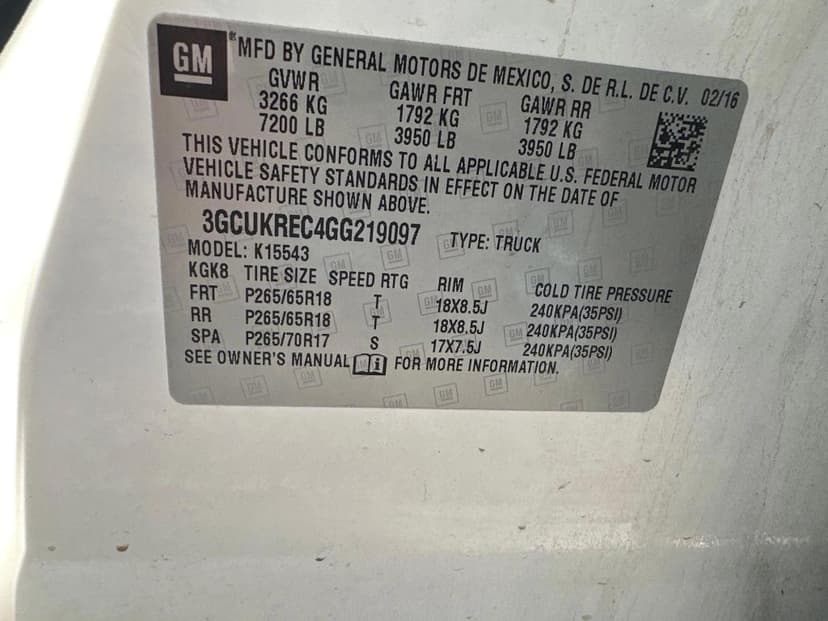 GM
® MFD BY GENERAL MOTORS DE MEXICO, S. DE R.L. DE C.V. 02/16
GVWR GAWR FRT GAWR RR
3266 KG 1792 KG 1792 KG
7200 LB 3950 LB 3950 LB
THIS VEHICLE CONFORMS TO ALL APPLICABLE U.S. FEDERAL MOTOR
VEHICLE SAFETY STANDARDS IN EFFECT ON THE DATE OF
MANUFACTURE SHOWN ABOVE.
3GCUKREC4GG219097 TYPE: TRUCK
MODEL: K15543
KGK8 TIRE SIZE SPEED RTG RIM COLD TIRE PRESSURE
FRT P265/65R18 T 18X8.5J 240KPA(35PSI)
RR P265/65R18 T 18X8.5J 240KPA(35PSI)
SPA P265/70R17 S 17X7.5J 240KPA(35PSI)
SEE OWNER'S MANUAL i FOR MORE INFORMATION.